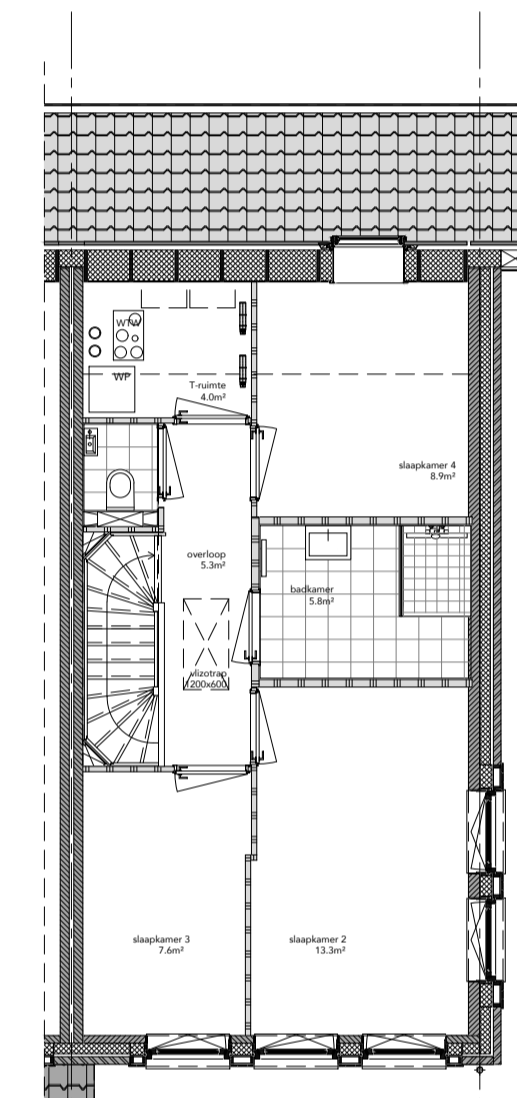 WTW
WP
T-ruimte
4.0m²
slaapkamer 4
8.9m²
overloop
5.3m²
badkamer
5.8m²
vlizotrap
1200x600
slaapkamer 3
7.6m²
slaapkamer 2
13.3m²